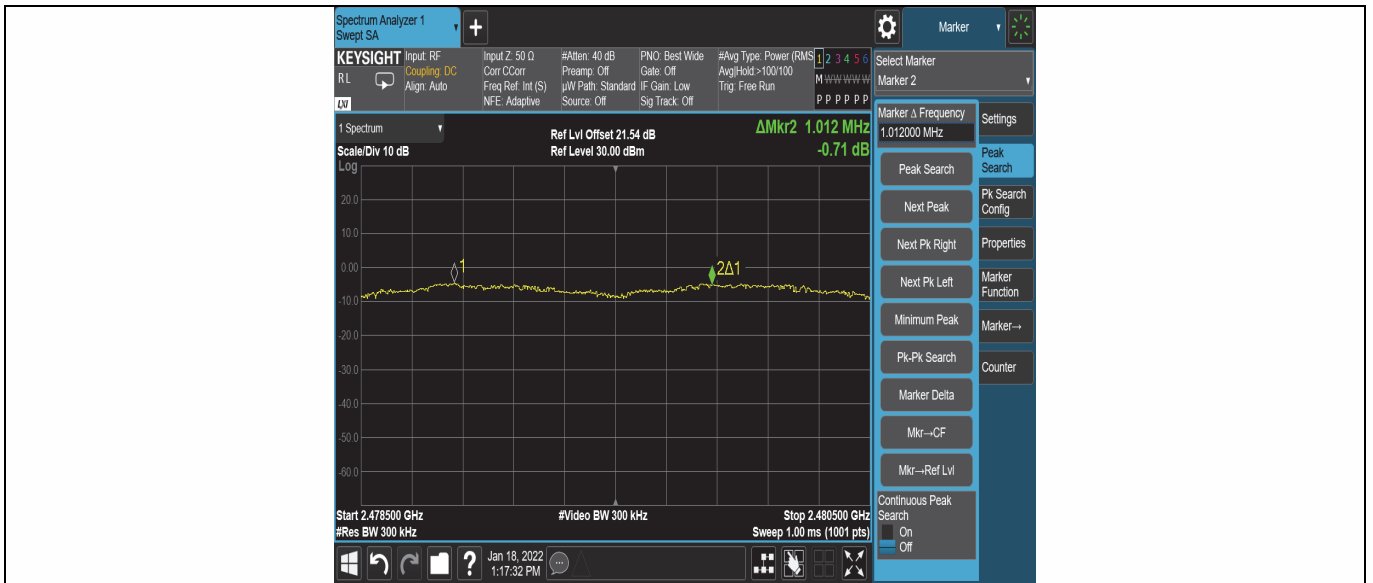 Spectrum Analyzer 1
Swept SA
+
Marker
KEYSIGHT
RL
LXI
Input: RF
Coupling: DC
Align: Auto
Input Z: 50 Ω
Corr CCorr
Freq Ref: Int (S)
NFE: Adaptive
#Atten: 40 dB
Preamp: Off
µW Path: Standard
Source: Off
PNO: Best Wide
Gate: Off
IF Gain: Low
Sig Track: Off
#Avg Type: Power (RMS
Avg|Hold:>100/100
Trig: Free Run
1 2 3 4 5 6
M W W W W W
P P P P P P
Select Marker
Marker 2
1 Spectrum
Scale/Div 10 dB
Log
Ref Lvl Offset 21.54 dB
Ref Level 30.00 dBm
ΔMkr2 1.012 MHz
-0.71 dB
20.0
10.0
0.00
-10.0
-20.0
-30.0
-40.0
-50.0
-60.0
1
2Δ1
Start 2.478500 GHz
#Res BW 300 kHz
#Video BW 300 kHz
Stop 2.480500 GHz
Sweep 1.00 ms (1001 pts)
Marker Δ Frequency
1.012000 MHz
Peak Search
Next Peak
Next Pk Right
Next Pk Left
Minimum Peak
Pk-Pk Search
Marker Delta
Mkr→CF
Mkr→Ref Lvl
Continuous Peak
Search
On
Off
Settings
Peak
Search
Pk Search
Config
Properties
Marker
Function
Marker→
Counter
?
Jan 18, 2022
1:17:32 PM